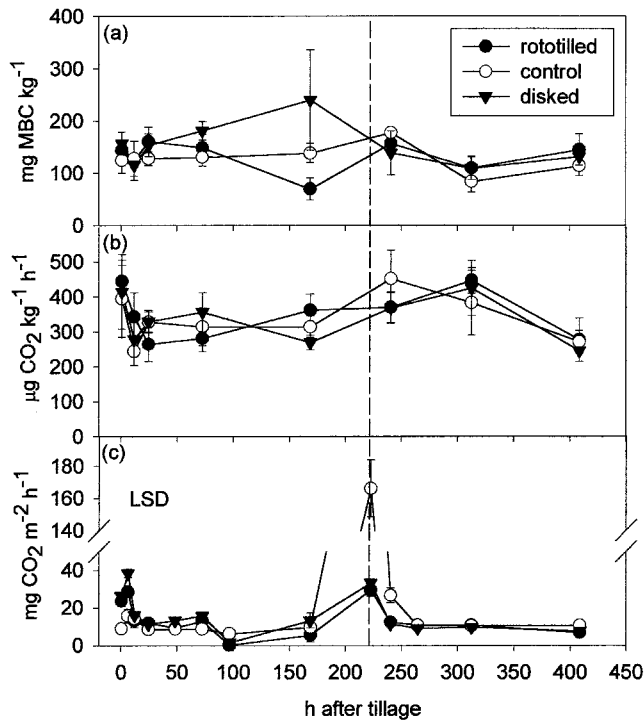 (a)
rototilled
control
disked
400
300
200
100
0
mg MBC kg⁻¹
(b)
500
400
300
200
100
0
µg CO₂ kg⁻¹ h⁻¹
(c)
LSD
180
160
140
40
20
0
mg CO₂ m⁻² h⁻¹
0 50 100 150 200 250 300 350 400 450
h after tillage